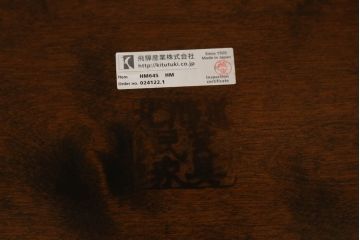 飛騨産業株式会社
http://kitutuki.co.jp/
Since 1920
Made in Japan
Item HM645 HM
Order no. 024122.1
Inspection
certificate